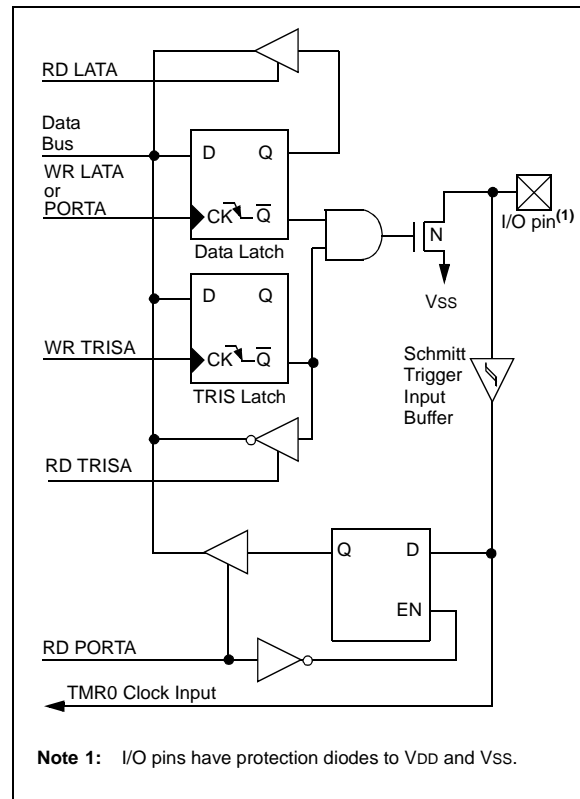 RD LATA
Data
Bus
WR LATA
or
PORTA
D Q
CK Q
Data Latch
N
I/O pin(1)
VSS
D Q
CK Q
WR TRISA
TRIS Latch
Schmitt
Trigger
Input
Buffer
RD TRISA
Q D
EN
RD PORTA
TMR0 Clock Input
Note 1: I/O pins have protection diodes to VDD and VSS.